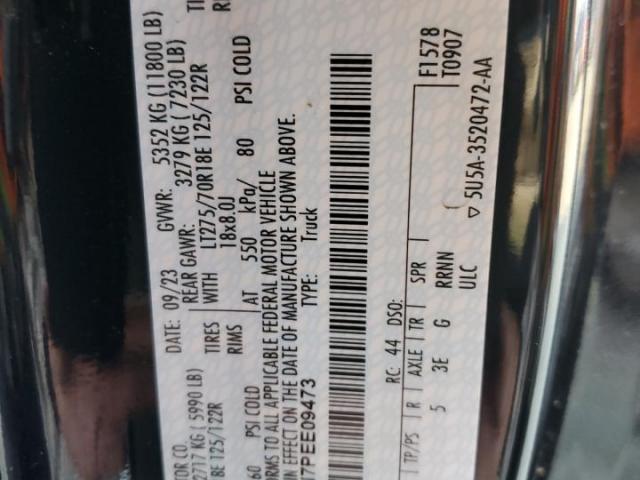 TOR CO. DATE: 09/23 GVWR: 5352 KG (11800 LB)
2717 KG ( 5990 LB) REAR GAWR: 3279 KG ( 7230 LB)
8E 125/122R WITH LT275/70R18E 125/122R TIRE
RIMS 18x8.0J
60 PSI COLD AT 550 kPa/ 80 PSI COLD
ORMS TO ALL APPLICABLE FEDERAL MOTOR VEHICLE
IN EFFECT ON THE DATE OF MANUFACTURE SHOWN ABOVE.
7PEE09473 TYPE: Truck
F1578
T0907
RC: 44 DSO:
TP/PS R AXLE TR SPR
5 3E G RRNN
ULC
▽ 5U5A-3520472-AA